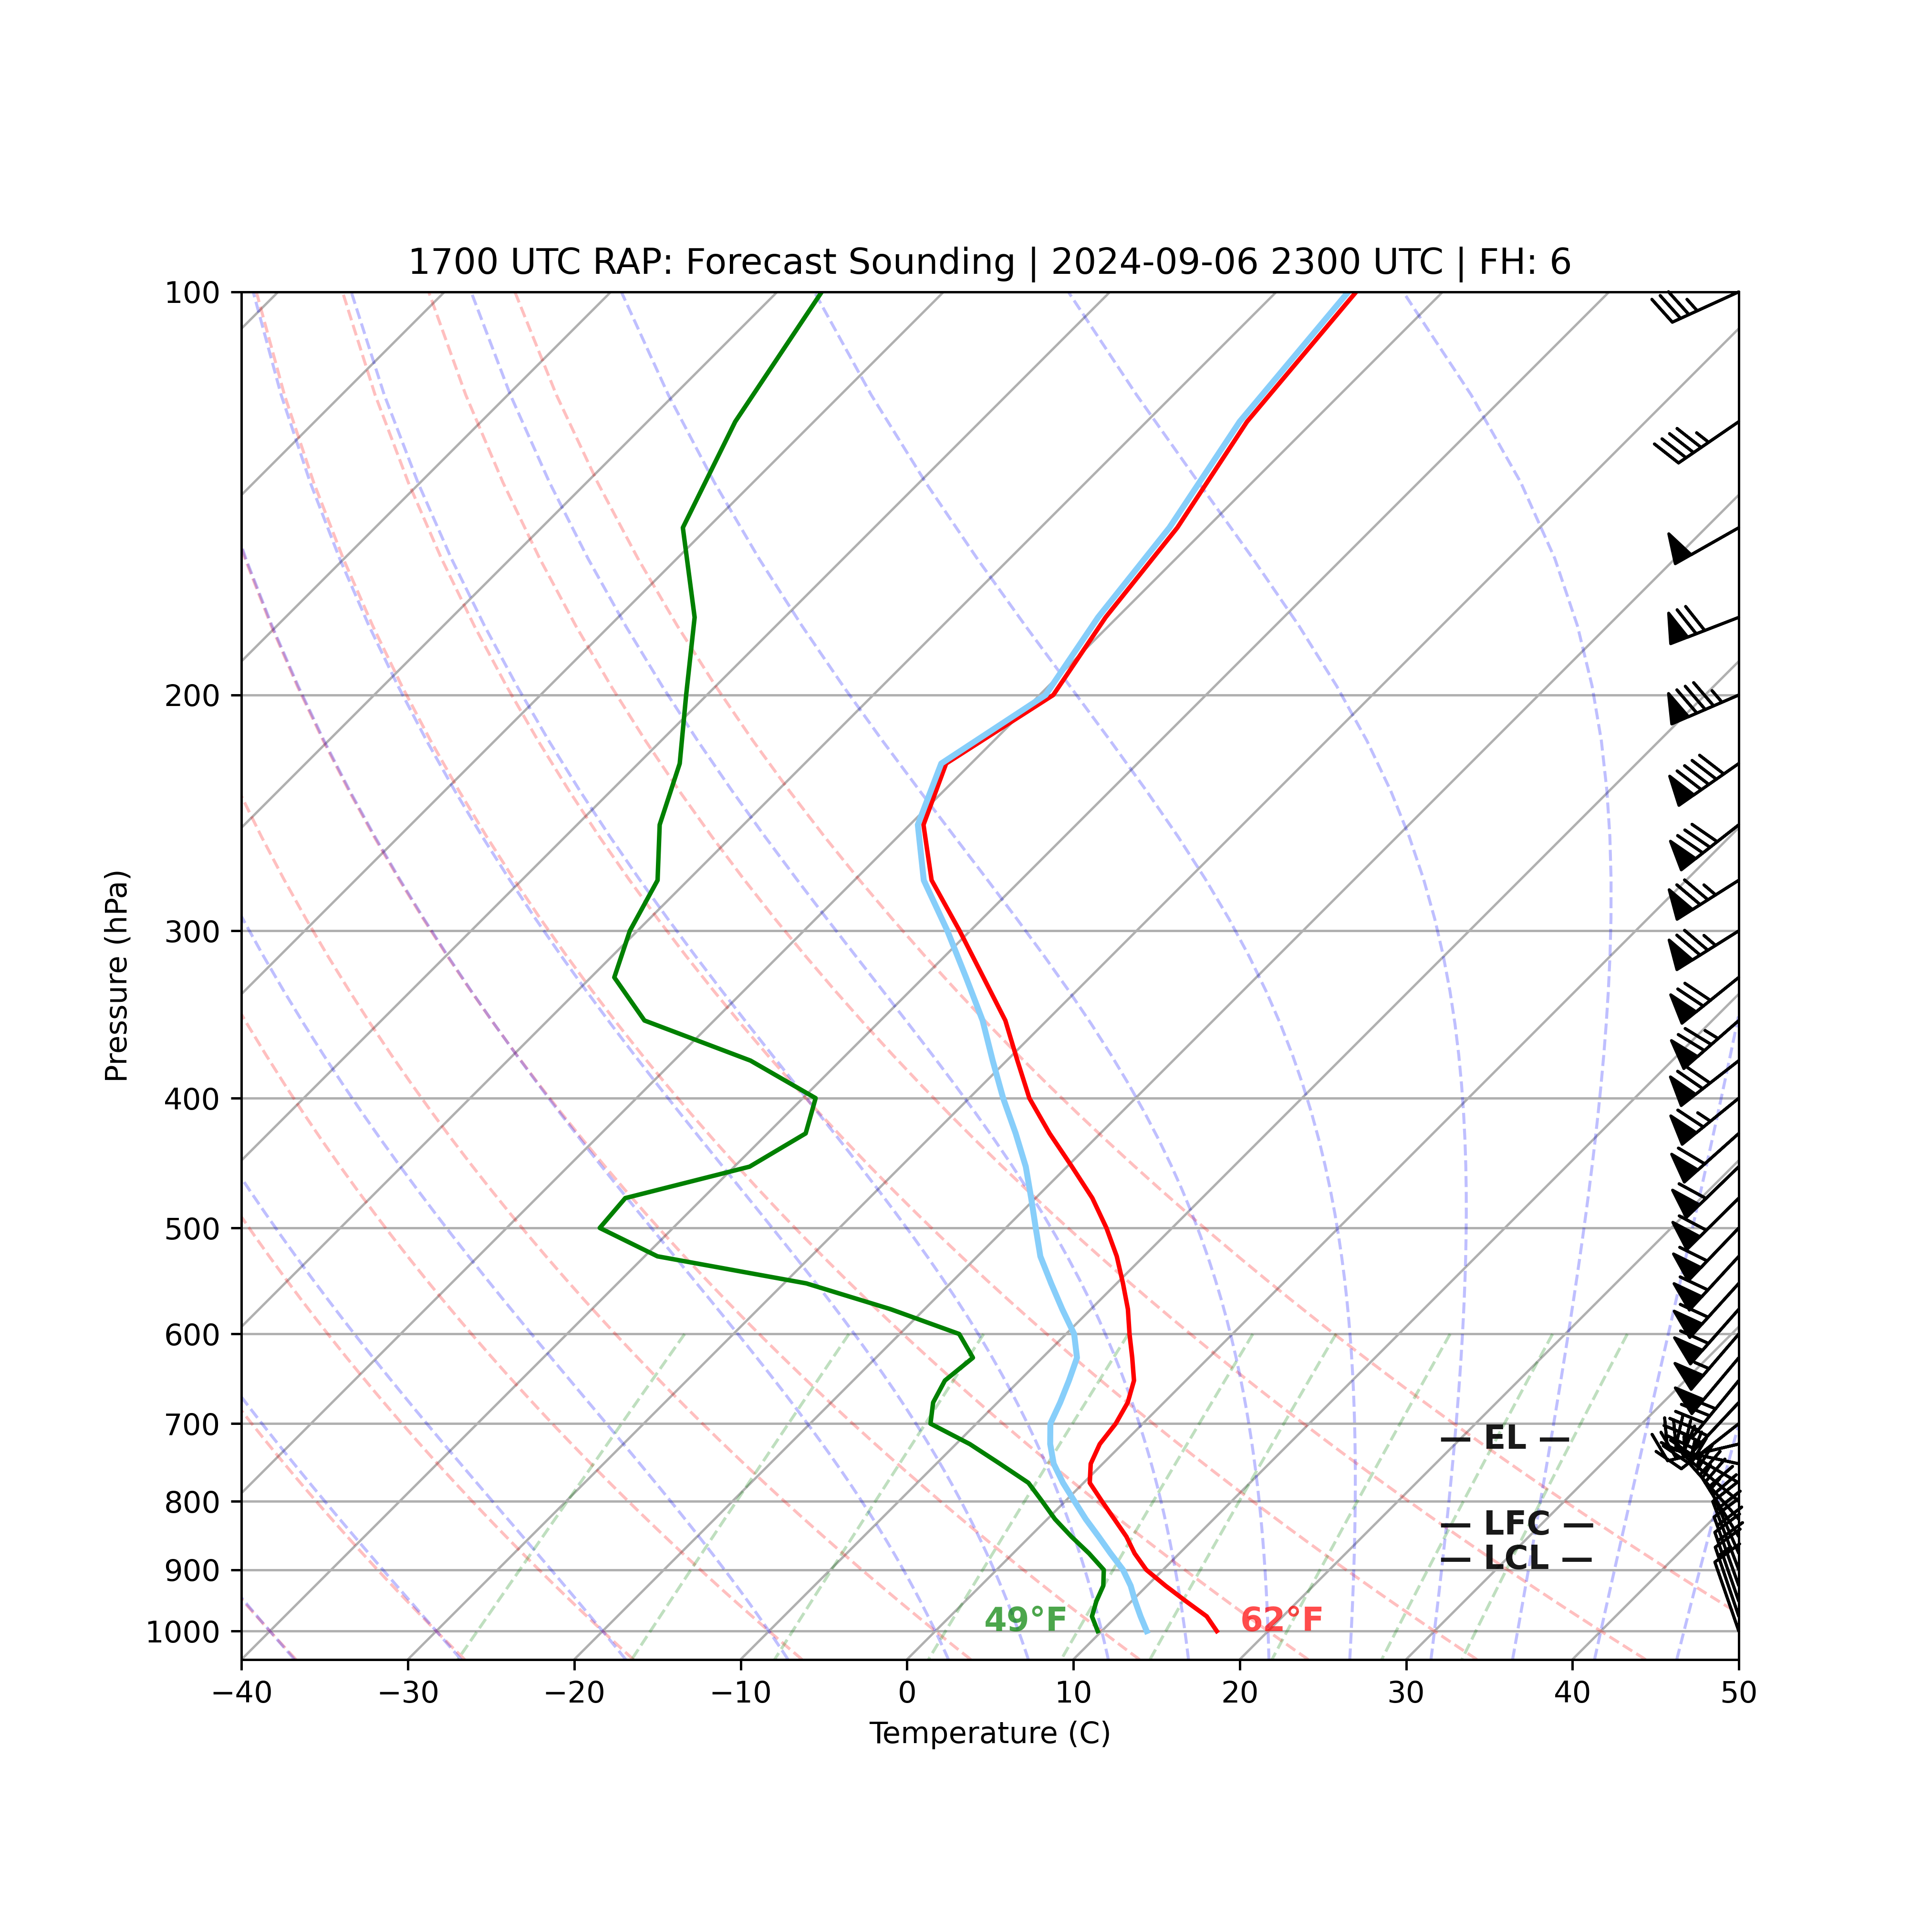 1700 UTC RAP: Forecast Sounding | 2024-09-06 2300 UTC | FH: 6
100
200
300
400
500
600
700
800
900
1000
Pressure (hPa)
— EL —
— LFC —
— LCL —
49°F
62°F
−40 −30 −20 −10 0 10 20 30 40 50
Temperature (C)